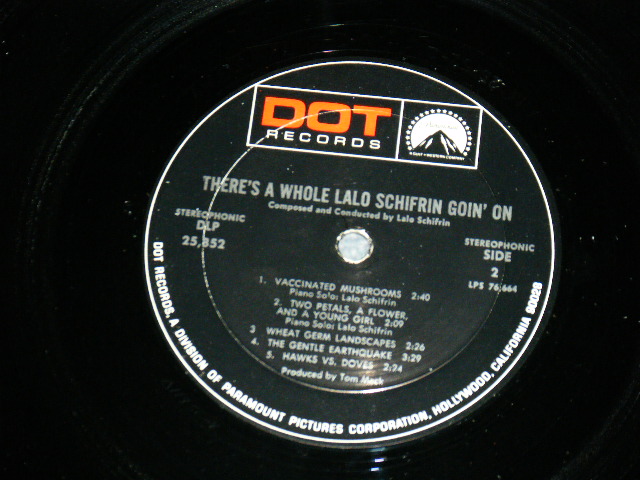 DOT
RECORDS
THERE'S A WHOLE LALO SCHIFRIN GOIN' ON
Composed and Conducted by Lalo Schifrin
STEREOPHONIC
DLP
25,852
STEREOPHONIC
SIDE
2
LPS 76,664
1. VACCINATED MUSHROOMS 2:40
Piano Solo: Lalo Schifrin
2. TWO PETALS, A FLOWER,
AND A YOUNG GIRL 2:09
Piano Solo: Lalo Schifrin
3 WHEAT GERM LANDSCAPES 2:26
4. THE GENTLE EARTHQUAKE 3:29
5. HAWKS VS. DOVES 2:24
Produced by Tom Mack
DOT RECORDS, A DIVISION OF PARAMOUNT PICTURES CORPORATION, HOLLYWOOD, CALIFORNIA 90028